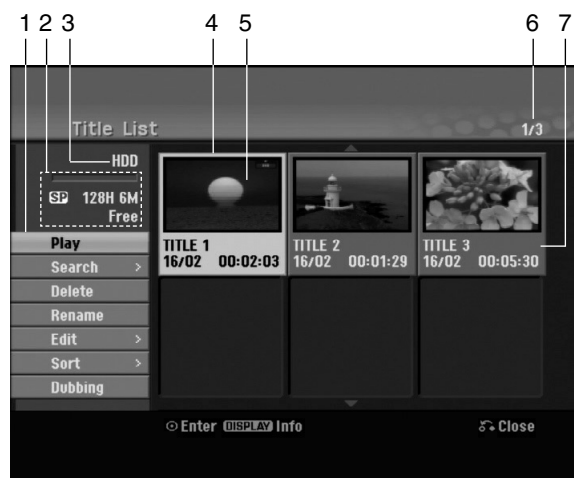 1 2 3 4 5 6 7
Title List
1/3
HDD
SP 128H 6M
Free
Play
Search >
Delete
Rename
Edit >
Sort >
Dubbing
TITLE 1
16/02 00:02:03
TITLE 2
16/02 00:01:29
TITLE 3
16/02 00:05:30
Enter DISPLAY Info
Close